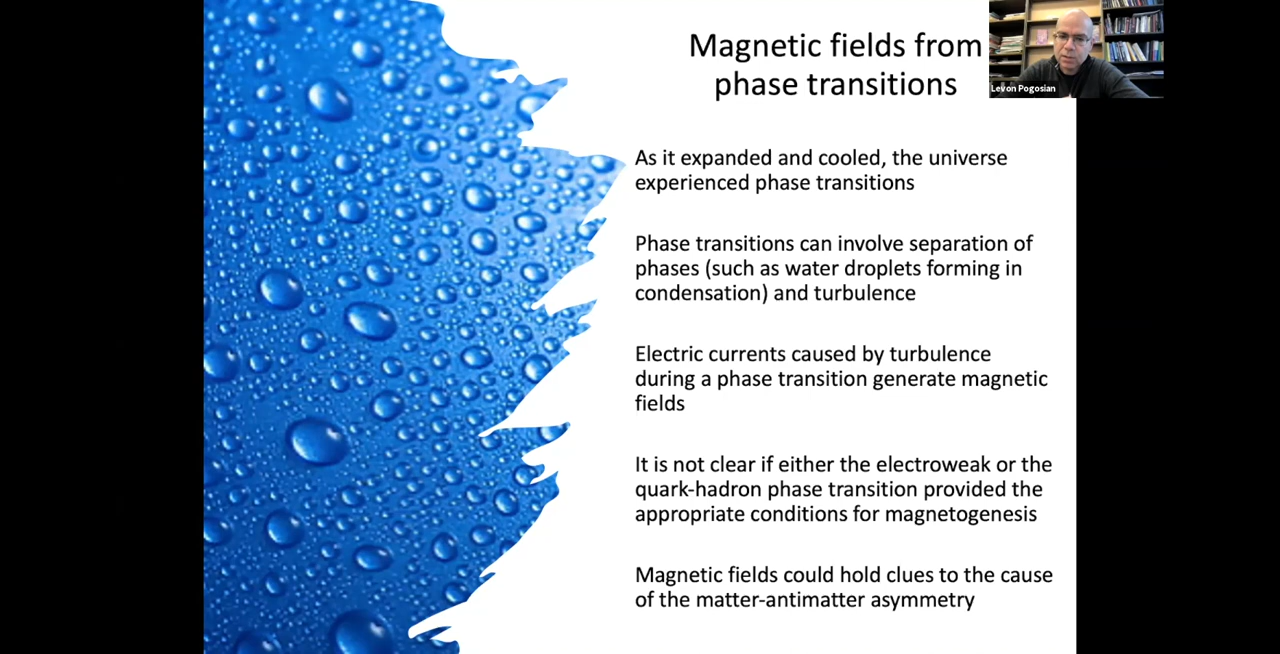 Magnetic fields from
phase transitions
Levon Pogosian
As it expanded and cooled, the universe
experienced phase transitions
Phase transitions can involve separation of
phases (such as water droplets forming in
condensation) and turbulence
Electric currents caused by turbulence
during a phase transition generate magnetic
fields
It is not clear if either the electroweak or the
quark-hadron phase transition provided the
appropriate conditions for magnetogenesis
Magnetic fields could hold clues to the cause
of the matter-antimatter asymmetry